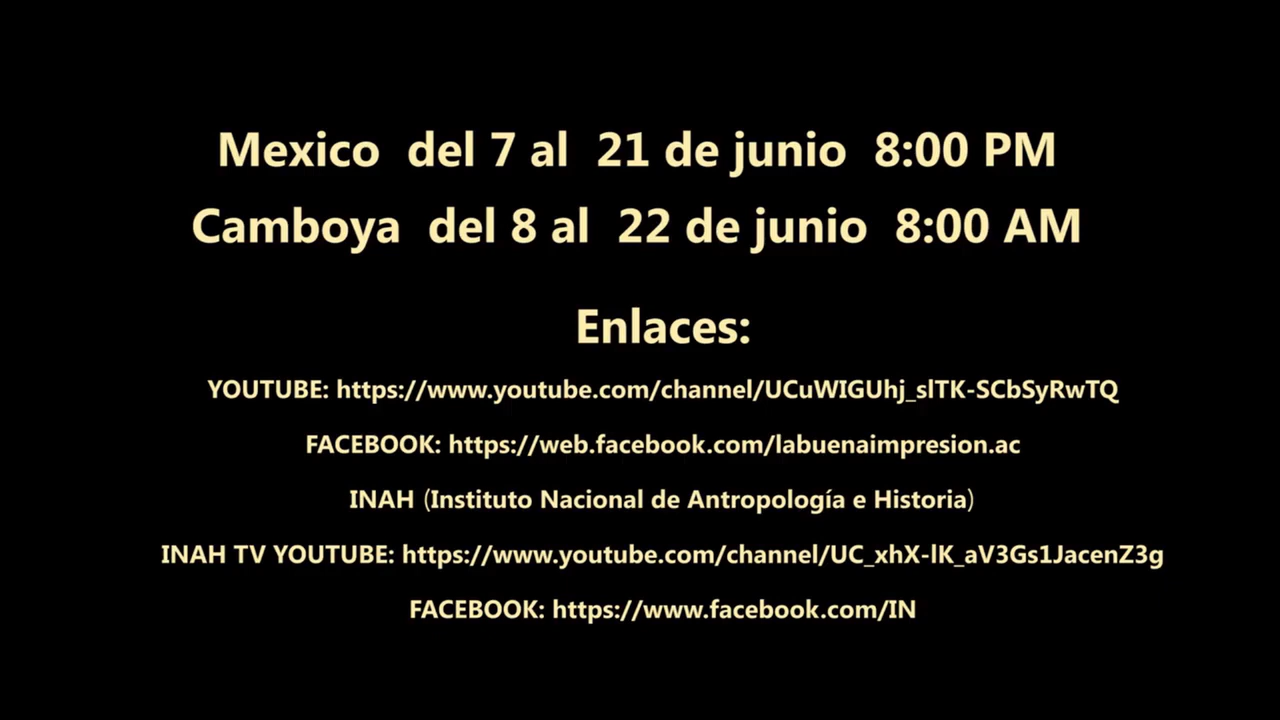 Mexico del 7 al 21 de junio 8:00 PM
Camboya del 8 al 22 de junio 8:00 AM
Enlaces:
YOUTUBE: https://www.youtube.com/channel/UCuWIGUhj_slTK-SCbSyRwTQ
FACEBOOK: https://web.facebook.com/labuenaimpresion.ac
INAH (Instituto Nacional de Antropología e Historia)
INAH TV YOUTUBE: https://www.youtube.com/channel/UC_xhX-lK_aV3Gs1JacenZ3g
FACEBOOK: https://www.facebook.com/IN